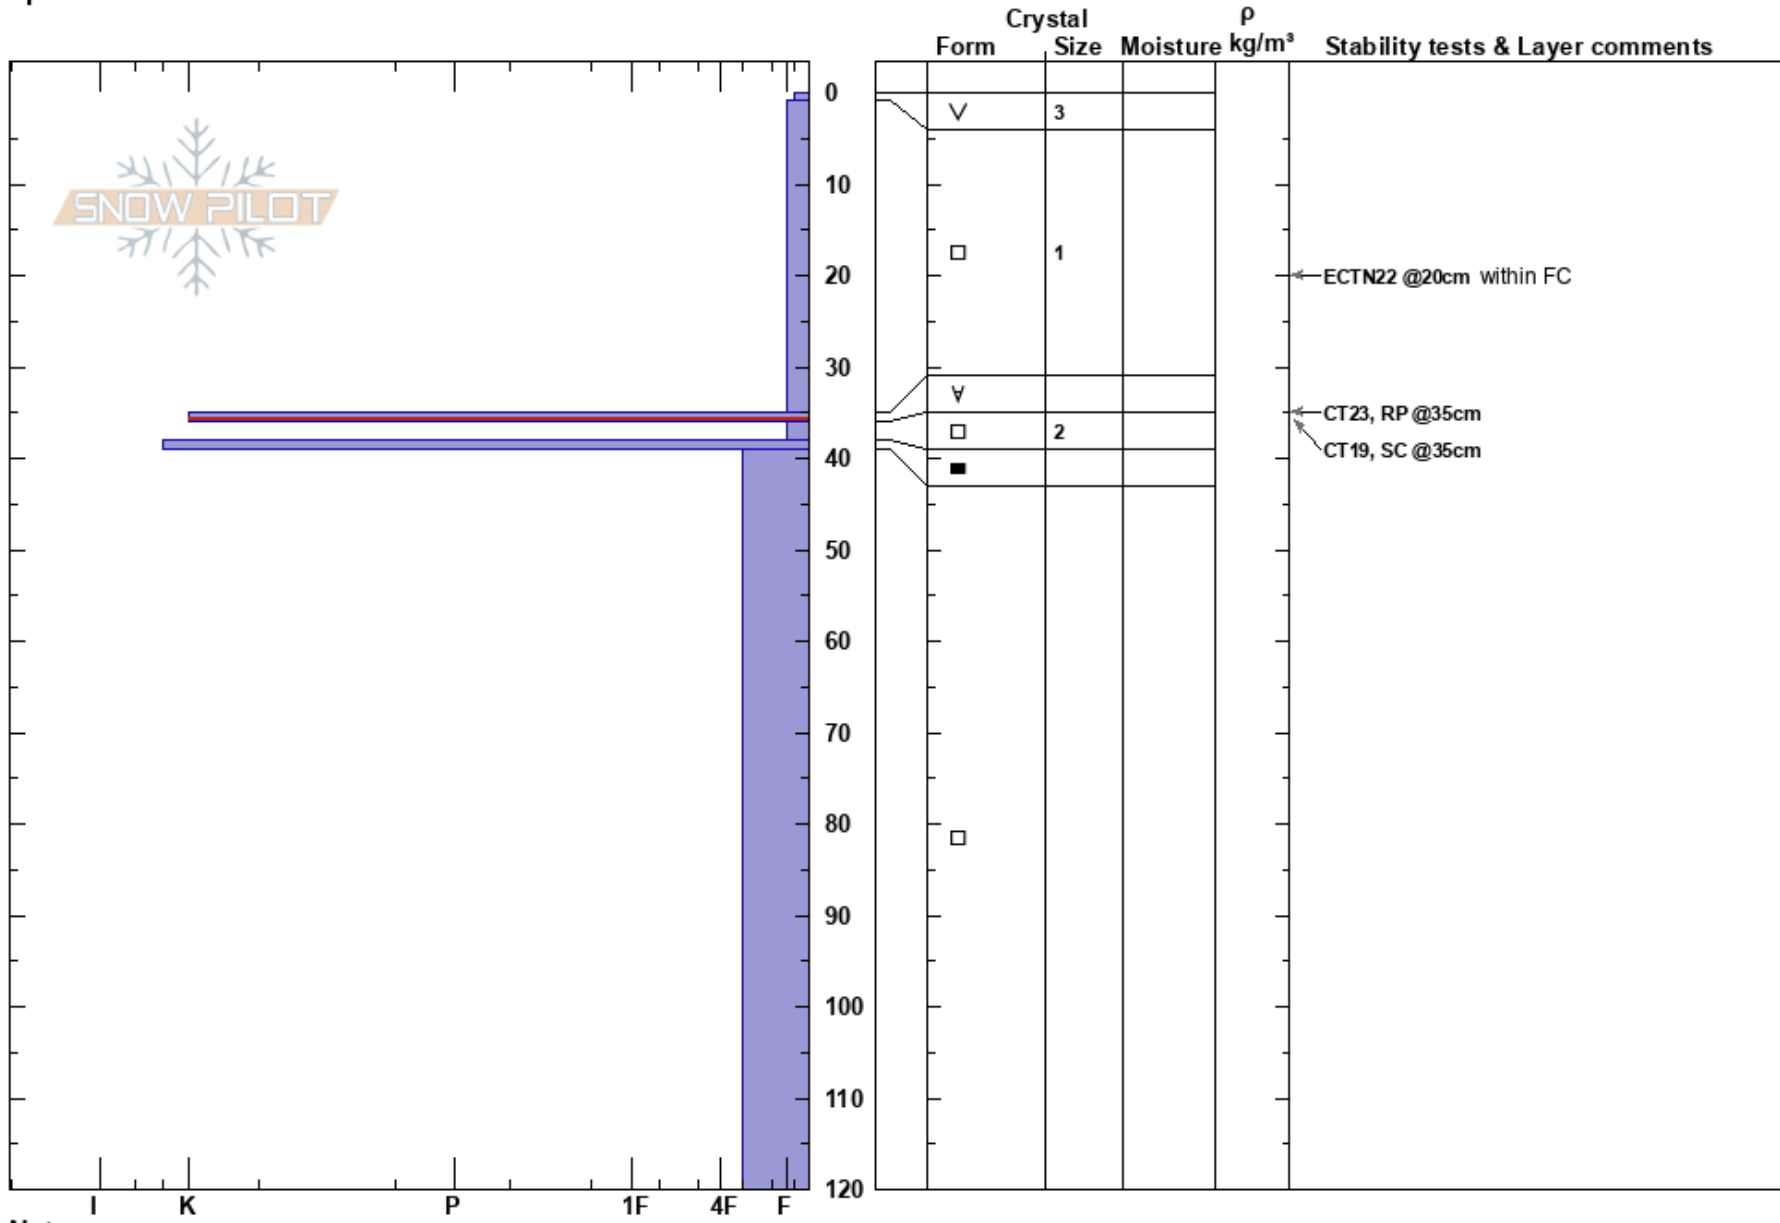 Crystal ρ
Form Size Moisture kg/m³ Stability tests & Layer comments
0
3
SNOW PILOT
10
1
20
ECTN22 @20cm within FC
30
CT23, RP @35cm
2
CT19, SC @35cm
40
50
60
70
80
90
100
110
120
I K P 1F 4F F